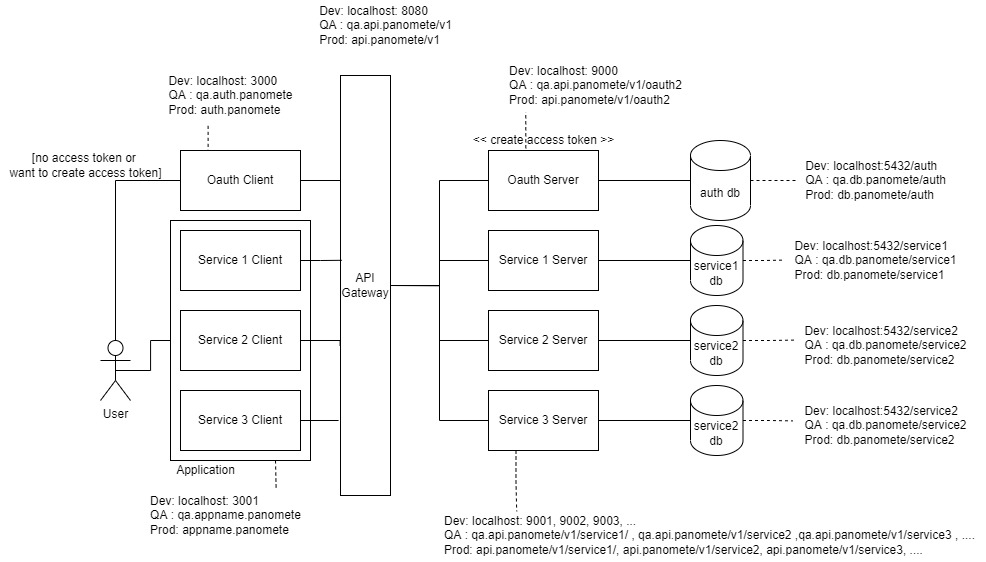 Dev: localhost: 8080
QA : qa.api.panomete/v1
Prod: api.panomete/v1
Dev: localhost: 3000
QA : qa.auth.panomete
Prod: auth.panomete
Dev: localhost: 9000
QA : qa.api.panomete/v1/oauth2
Prod: api.panomete/v1/oauth2
<< create access token >>
[no access token or
want to create access token]
Oauth Client
Oauth Server
auth db
Dev: localhost:5432/auth
QA : qa.db.panomete/auth
Prod: db.panomete/auth
Service 1 Client
API
Gateway
Service 1 Server
service1
db
Dev: localhost:5432/service1
QA : qa.db.panomete/service1
Prod: db.panomete/service1
Service 2 Client
Service 2 Server
service2
db
Dev: localhost:5432/service2
QA : qa.db.panomete/service2
Prod: db.panomete/service2
User
Service 3 Client
Service 3 Server
service2
db
Dev: localhost:5432/service2
QA : qa.db.panomete/service2
Prod: db.panomete/service2
Application
Dev: localhost: 3001
QA : qa.appname.panomete
Prod: appname.panomete
Dev: localhost: 9001, 9002, 9003, ...
QA : qa.api.panomete/v1/service1/ , qa.api.panomete/v1/service2 ,qa.api.panomete/v1/service3 , ....
Prod: api.panomete/v1/service1/, api.panomete/v1/service2, api.panomete/v1/service3, ....